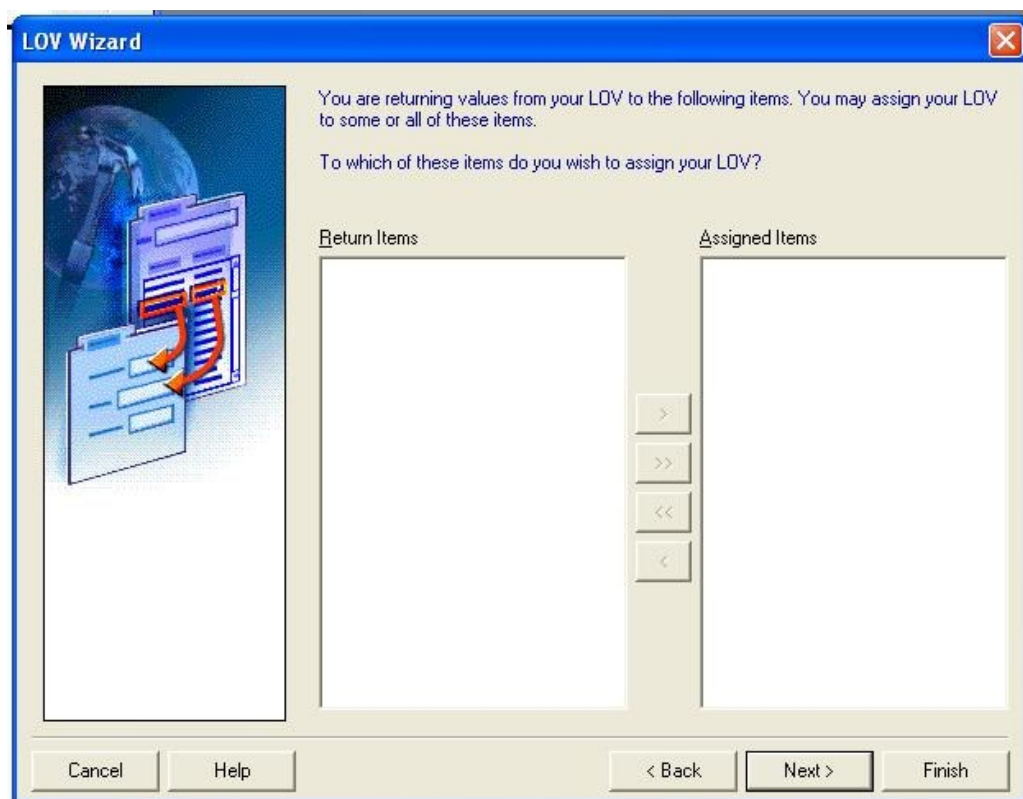 LOV Wizard
You are returning values from your LOV to the following items. You may assign your LOV
to some or all of these items.
To which of these items do you wish to assign your LOV?
Return Items
Assigned Items
>
>>
<<
<
Cancel
Help
< Back
Next >
Finish